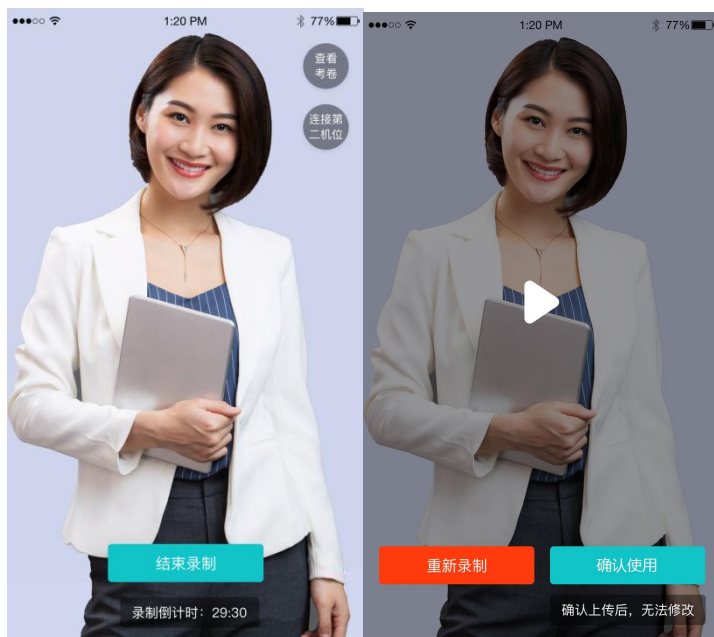 1:20 PM
77%
查看
考卷
连接第
二机位
结束录制
录制倒计时：29:30
1:20 PM
77%
重新录制
确认使用
确认上传后，无法修改